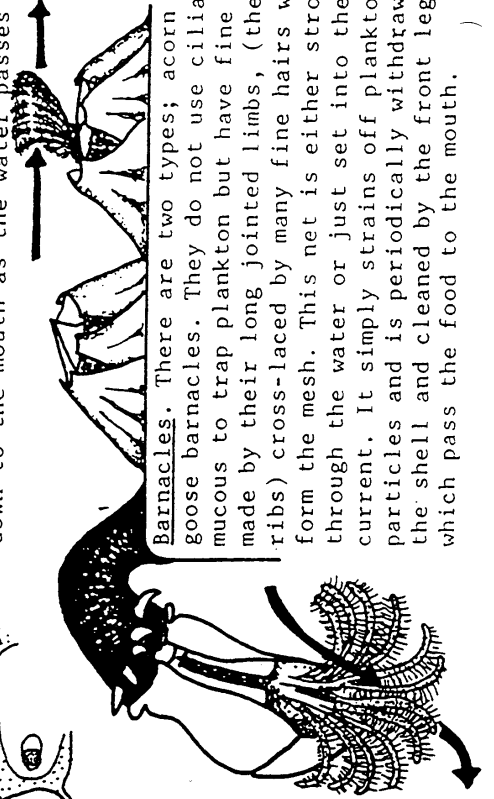 down to the mouth as the water passes
Barnacles. There are two types; acorn
goose barnacles. They do not use cilia
mucous to trap plankton but have fine
made by their long jointed limbs, (the
ribs) cross-laced by many fine hairs w
form the mesh. This net is either stro
through the water or just set into the
current. It simply strains off plankto
particles and is periodically withdraw
the shell and cleaned by the front leg
which pass the food to the mouth.